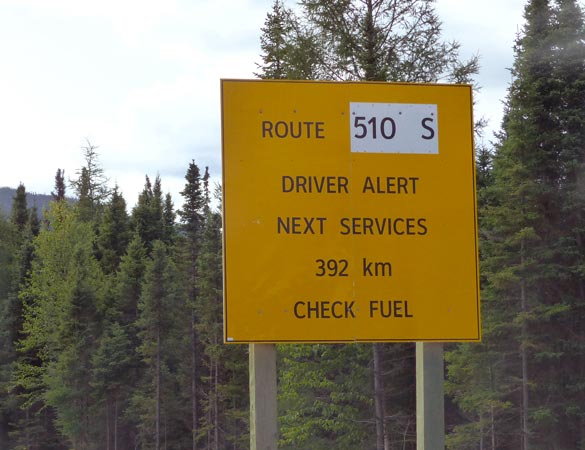 ROUTE 510 S
DRIVER ALERT
NEXT SERVICES
392 km
CHECK FUEL